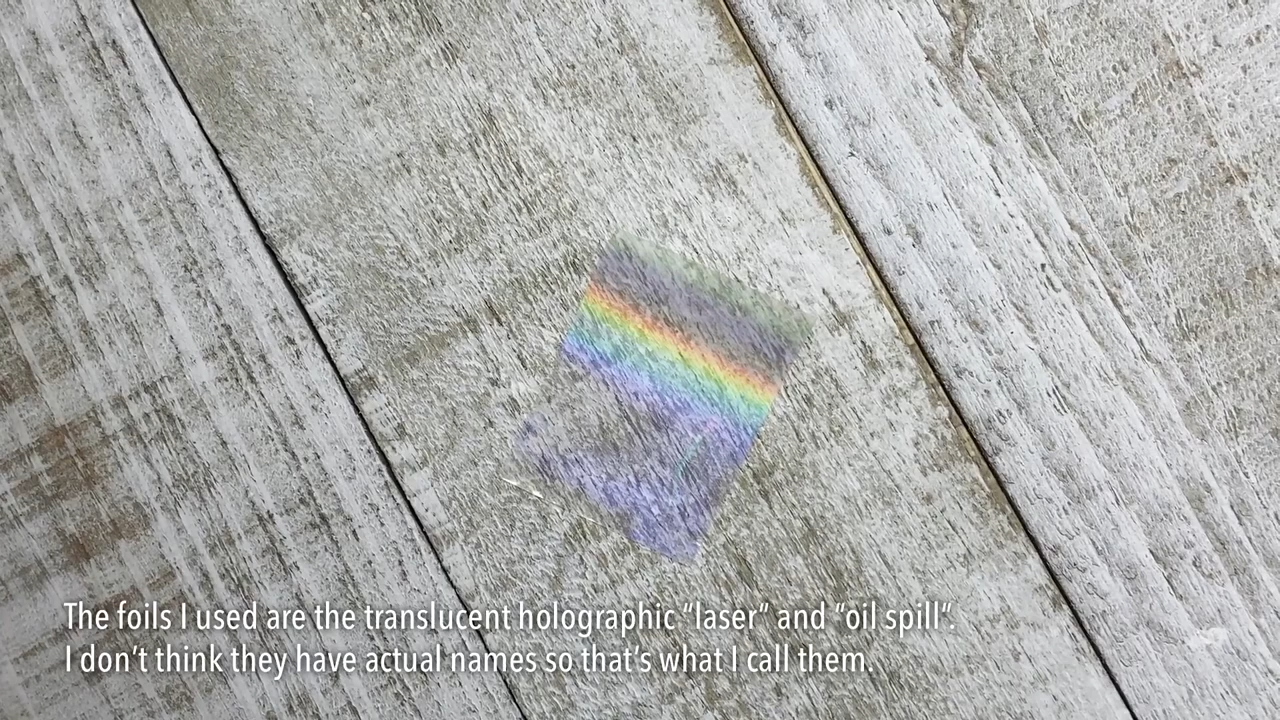 The foils I used are the translucent holographic “laser“ and “oil spill“.
I don’t think they have actual names so that’s what I call them.